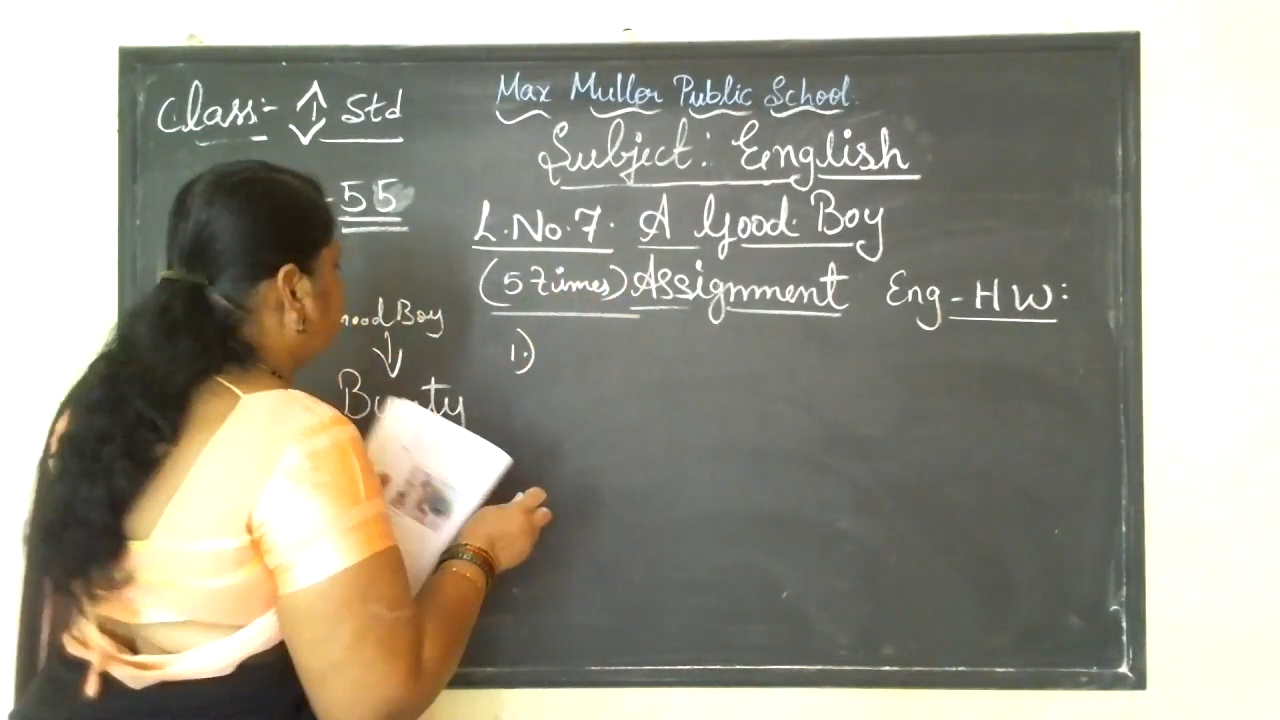 Max Muller Public School.
Class:- I Std
Subject: English
-55
L.No.7. A Good Boy
(5 Times) Assignment Eng-HW:
Boy
1.)